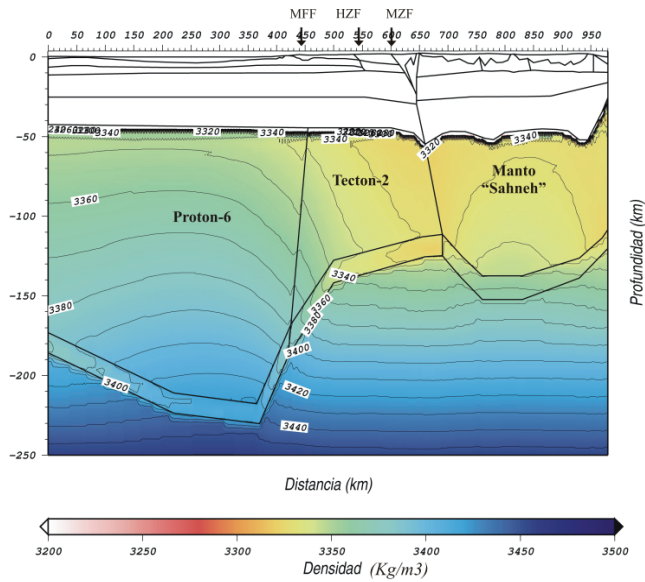 MFF HZF MZF
0 50 100 150 200 250 300 350 400 450 500 550 600 650 700 750 800 850 900 950
0
-50
-100
-150
-200
-250
3340 3320 3340 3340 3320 3340
3360
Proton-6
Tecton-2
Manto
"Sahneh"
3340
3360
3380
3380
3400
3400
3420
3440
Profundidad (km)
Distancia (km)
3200 3250 3300 3350 3400 3450 3500
Densidad (Kg/m3)